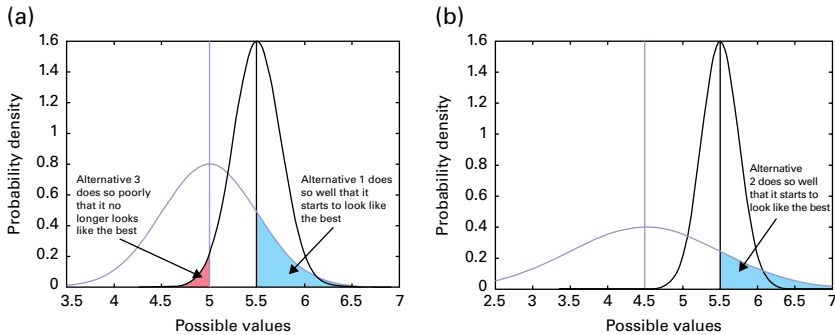 (a)
Probability density
1.6
1.4
1.2
1
0.8
0.6
0.4
0.2
0
Alternative 3
does so poorly
that it no
longer looks
like the best
Alternative 1 does
so well that it
starts to look like
the best
3.5 4 4.5 5 5.5 6 6.5 7
Possible values
(b)
Probability density
1.6
1.4
1.2
1
0.8
0.6
0.4
0.2
0
Alternative
2 does so well
that it starts to
look like the best
2.5 3 3.5 4 4.5 5 5.5 6 6.5 7
Possible values